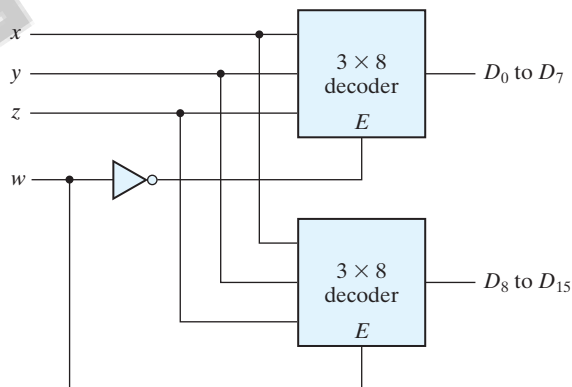 x
y
z
w
3 × 8
decoder
E
D₀ to D₇
3 × 8
decoder
E
D₈ to D₁₅